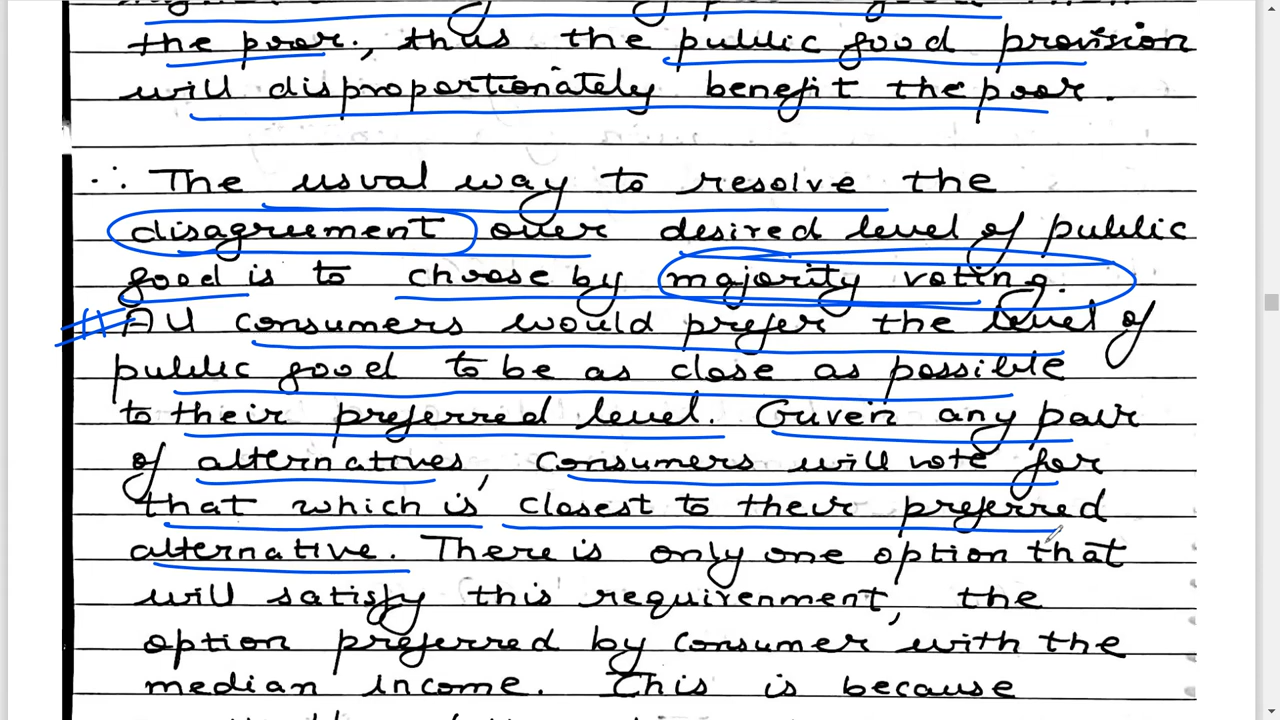 the poor., thus the public good provision
will disproportionately benefit the poor.
∴ The usual way to resolve the
disagreement over desired level of public
good is to choose by majority voting.
All consumers would prefer the level of
public good to be as close as possible
to their preferred level. Given any pair
of alternatives, consumers will vote for
that which is closest to their preferred
alternative. There is only one option that
will satisfy this requirenment, the
option preferred by consumer with the
median income. This is because